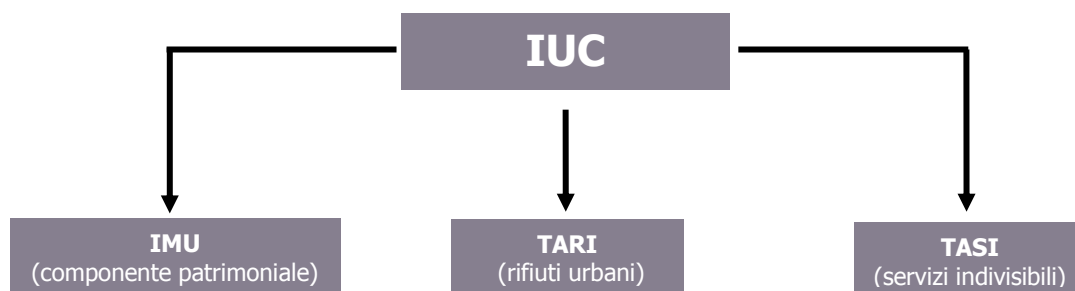 IUC
IMU
(componente patrimoniale)
TARI
(rifiuti urbani)
TASI
(servizi indivisibili)